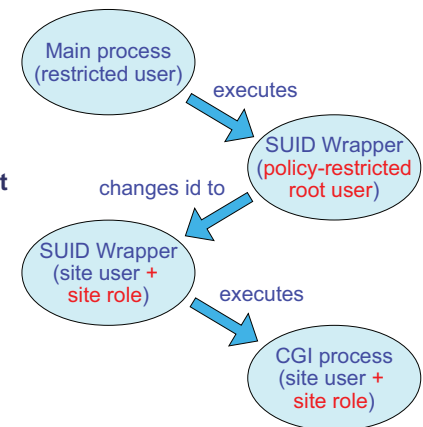 Main process
(restricted user)
executes
SUID Wrapper
(policy-restricted
root user)
t
changes id to
SUID Wrapper
(site user +
site role)
executes
CGI process
(site user +
site role)